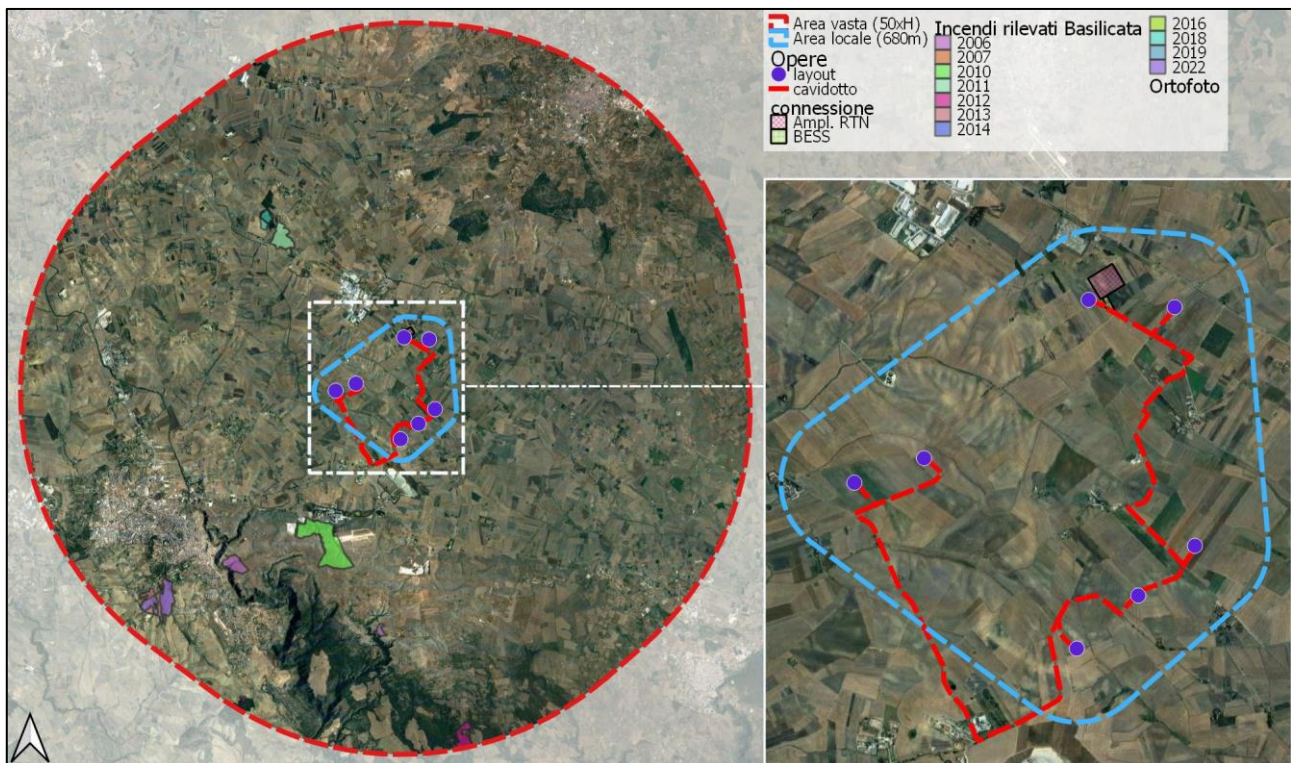 Area vasta (50xH)
Area locale (680m)
Opere
layout
cavidotto
connessione
Ampl. RTN
BESS
Incendi rilevati Basilicata
2006
2007
2010
2011
2012
2013
2014
2016
2018
2019
2022
Ortofoto